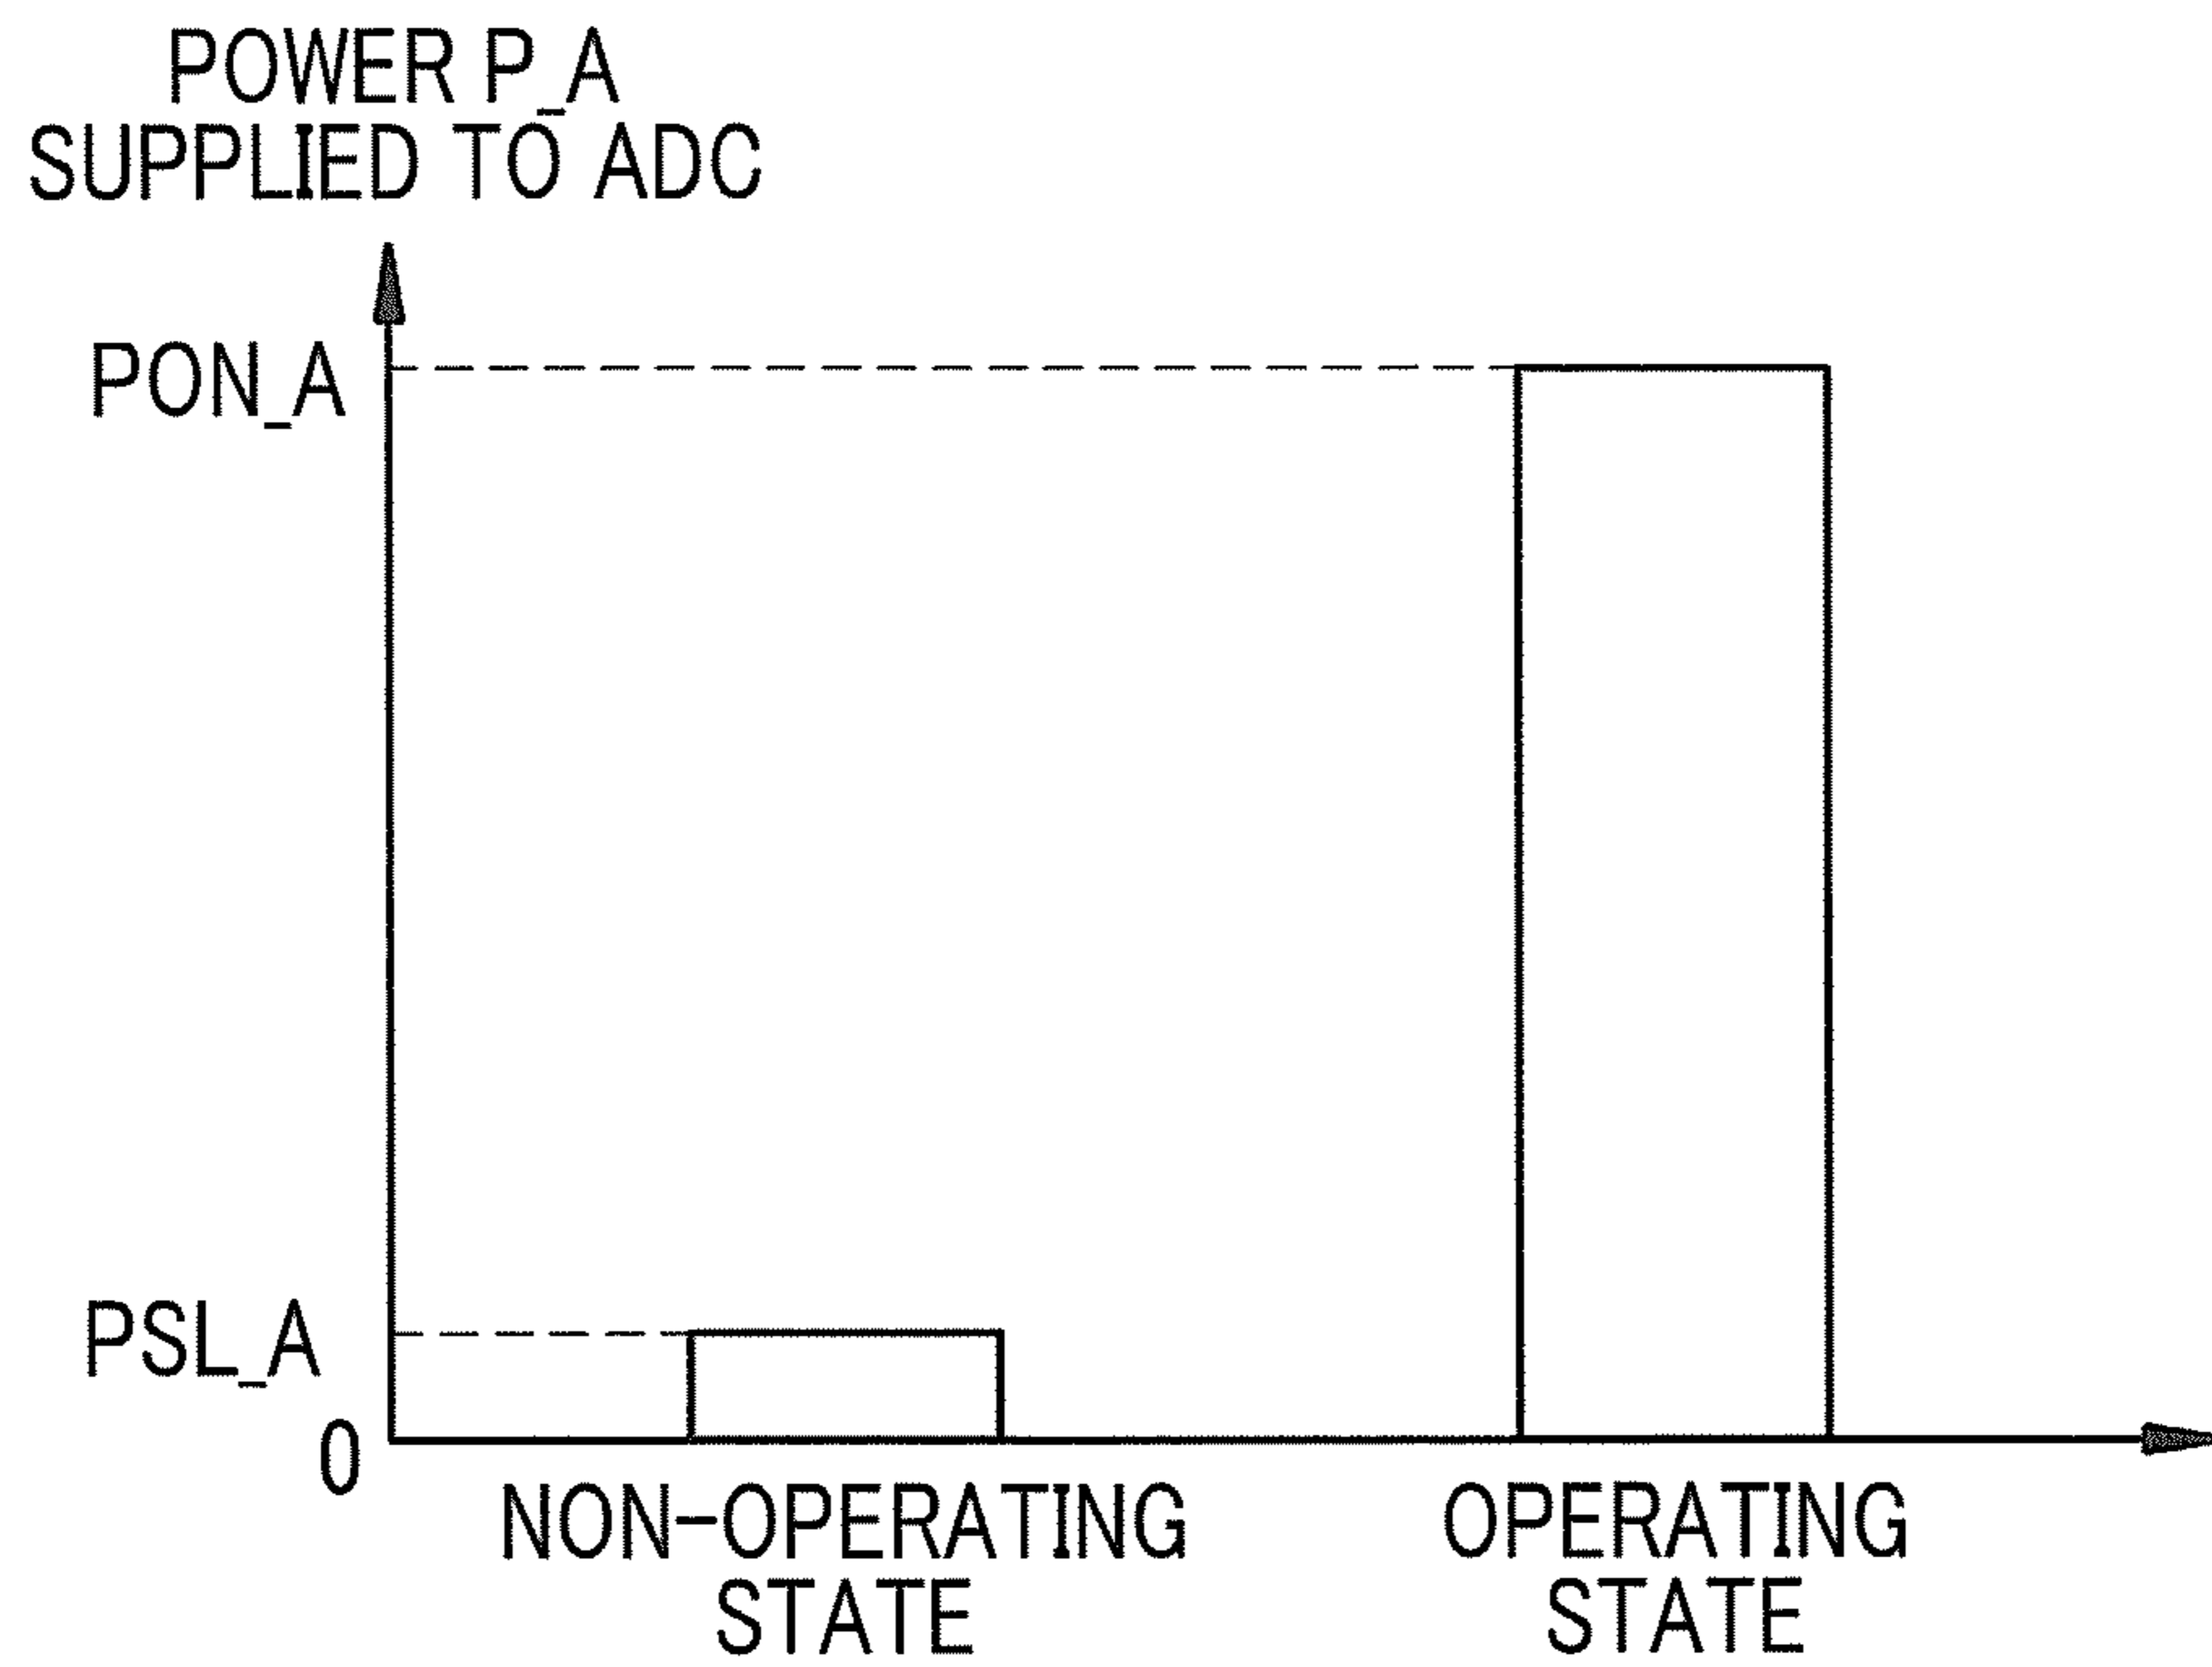 POWER P_A
SUPPLIED TO ADC
PON_A
PSL_A
0
NON-OPERATING
STATE
OPERATING
STATE